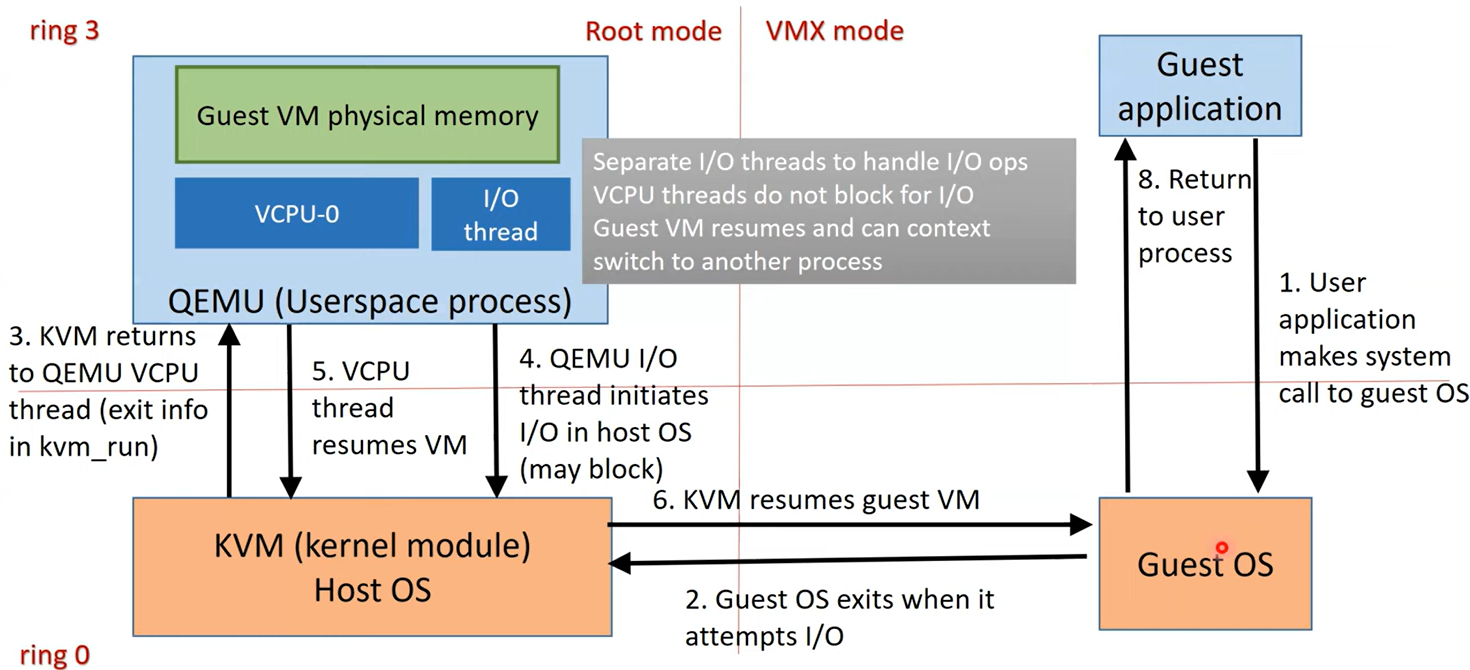 ring 3
Root mode
VMX mode
Guest VM physical memory
VCPU-0
I/O
thread
QEMU (Userspace process)
Separate I/O threads to handle I/O ops
VCPU threads do not block for I/O
Guest VM resumes and can context
switch to another process
Guest
application
8. Return
to user
process
1. User
application
makes system
call to guest OS
3. KVM returns
to QEMU VCPU
thread (exit info
in kvm_run)
5. VCPU
thread
resumes VM
4. QEMU I/O
thread initiates
I/O in host OS
(may block)
6. KVM resumes guest VM
KVM (kernel module)
Host OS
Guest OS
2. Guest OS exits when it
attempts I/O
ring 0